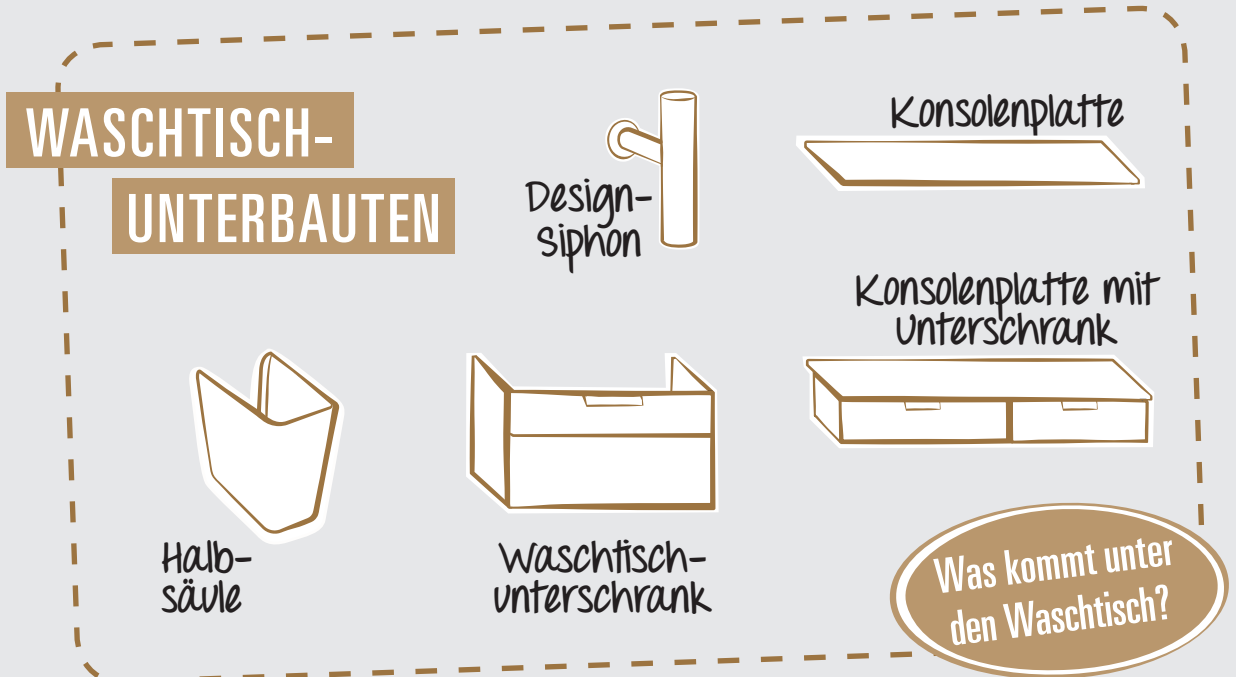 WASCHTISCH-
UNTERBAUTEN
Design-
Siphon
Konsolenplatte
Konsolenplatte mit
Unterschrank
Halb-
säule
Waschtisch-
unterschrank
Was kommt unter
den Waschtisch?